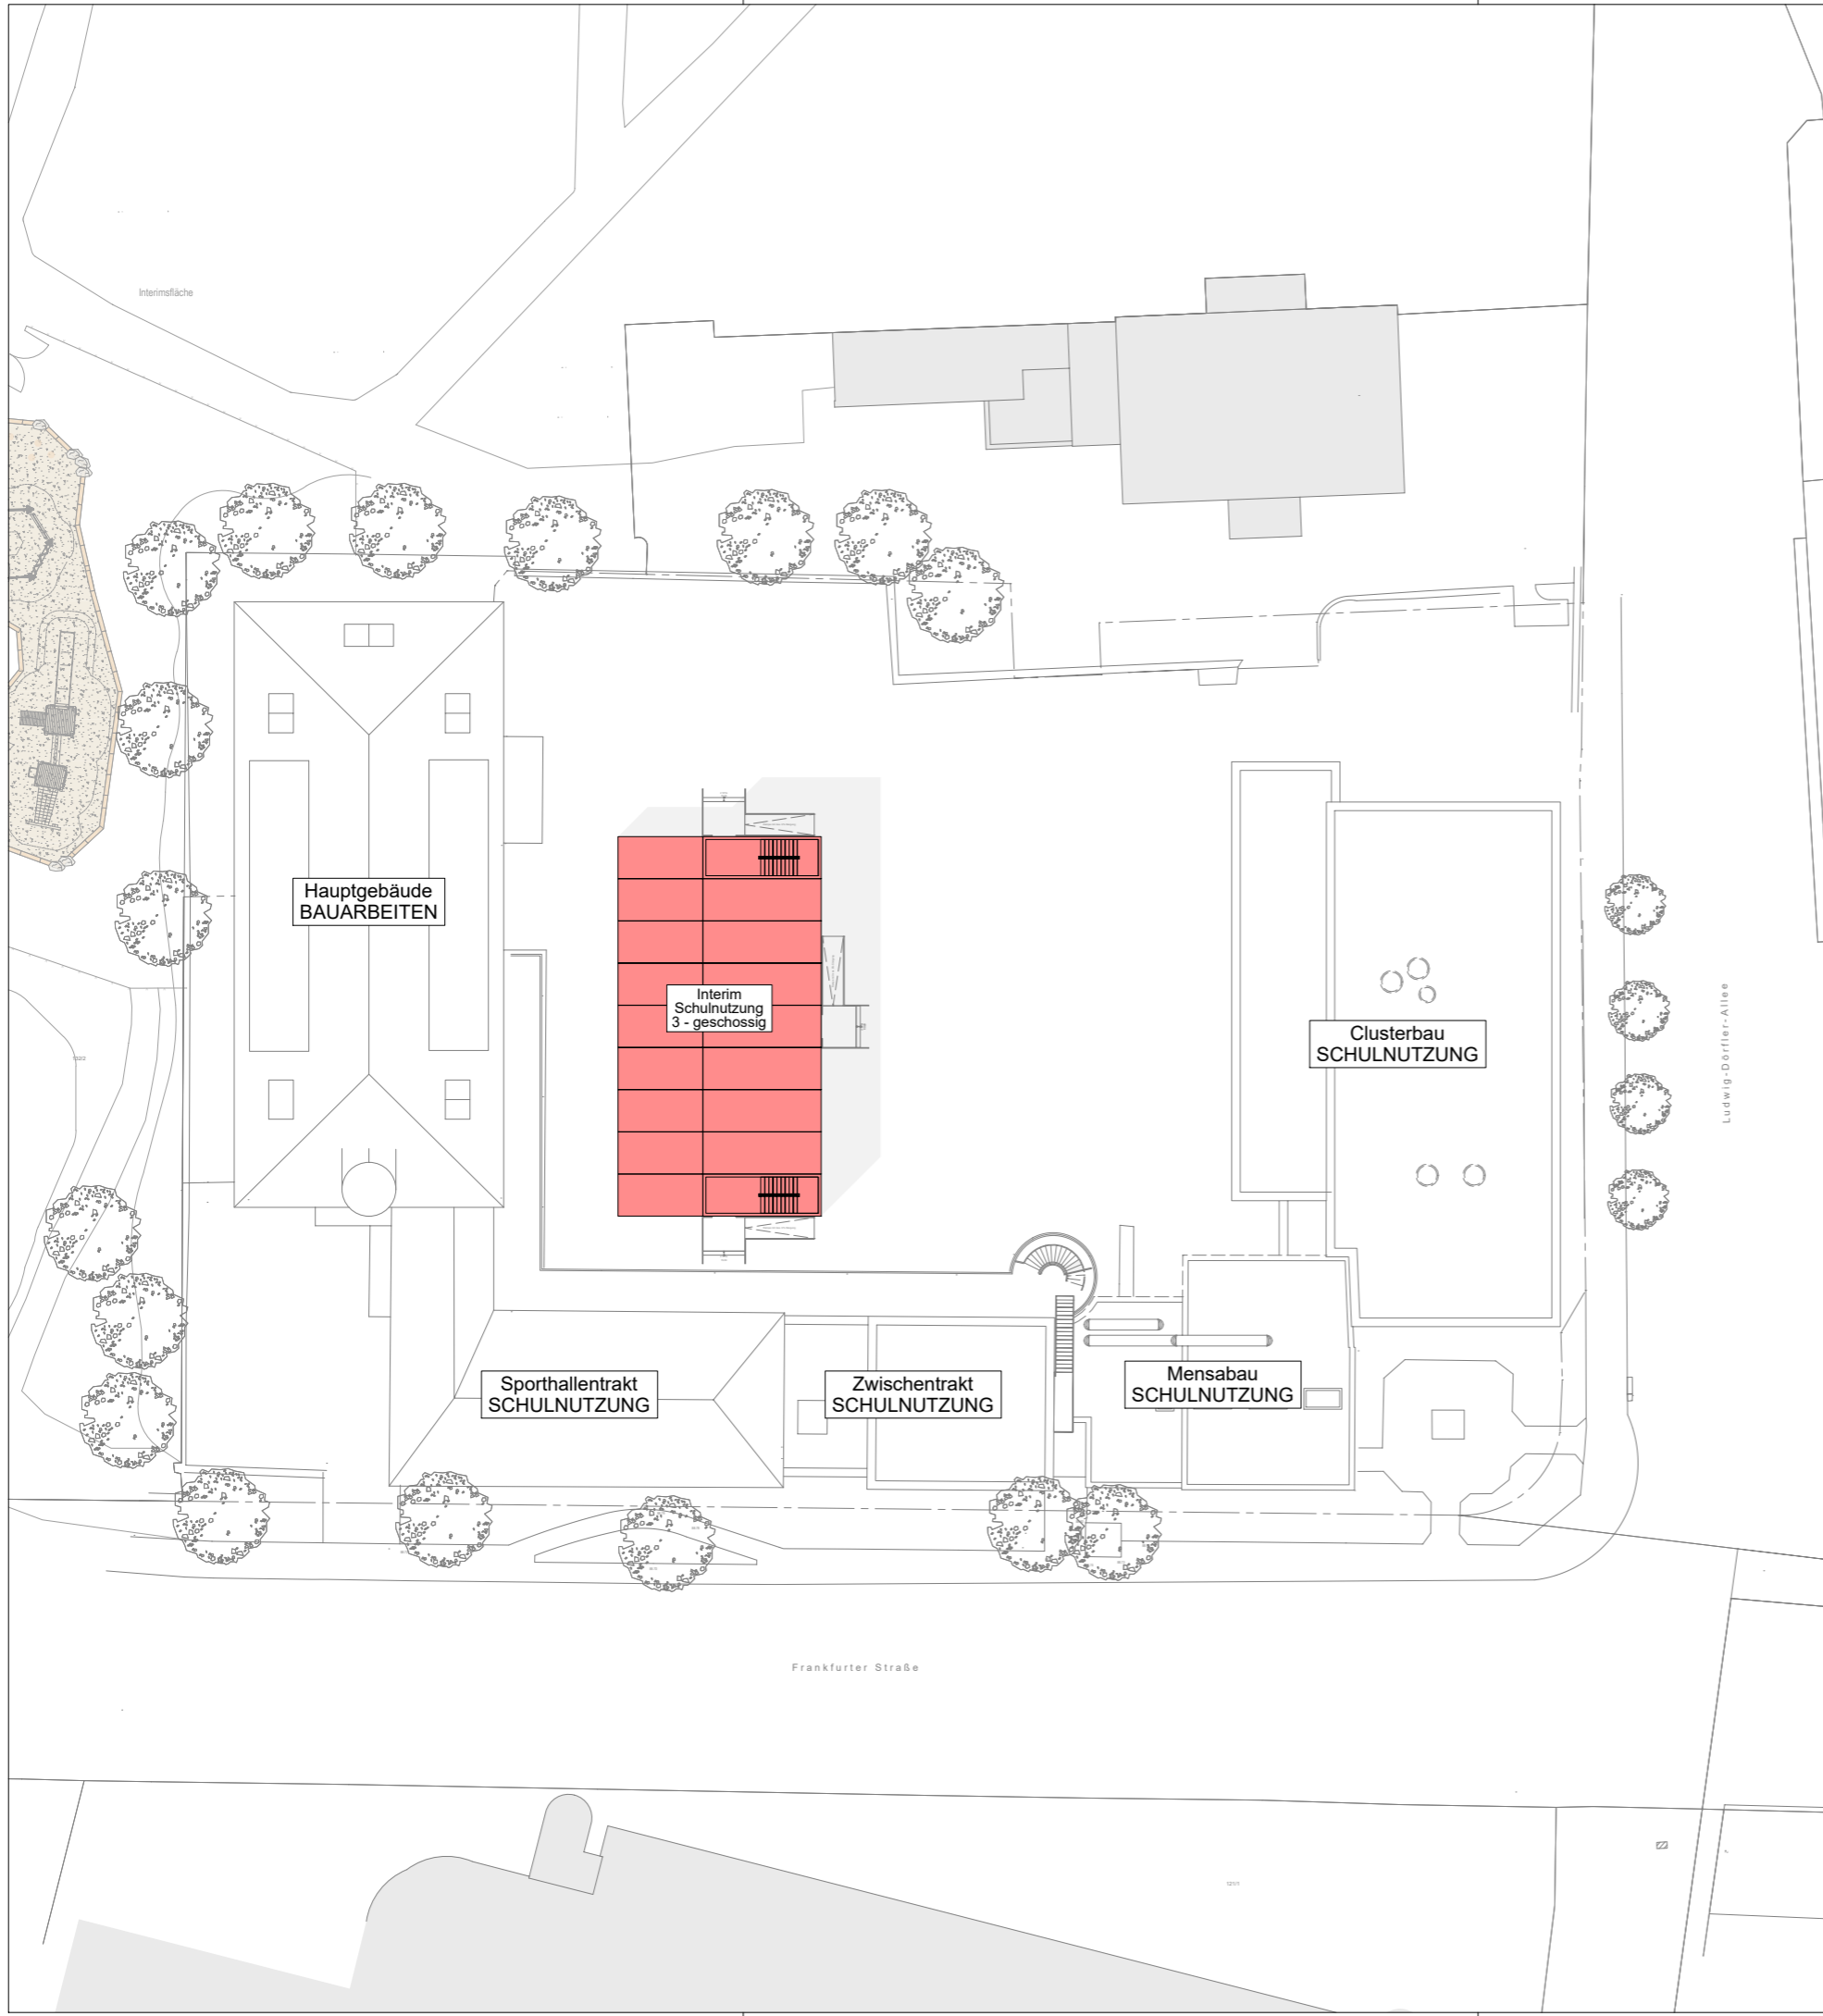 Interimsfläche
Hauptgebäude
BAUARBEITEN
Interim
Schulnutzung
3 - geschossig
Clusterbau
SCHULNUTZUNG
Ludwig-Dörfler-Allee
Sporthallentrakt
SCHULNUTZUNG
Zwischentrakt
SCHULNUTZUNG
Mensabau
SCHULNUTZUNG
Frankfurter Straße